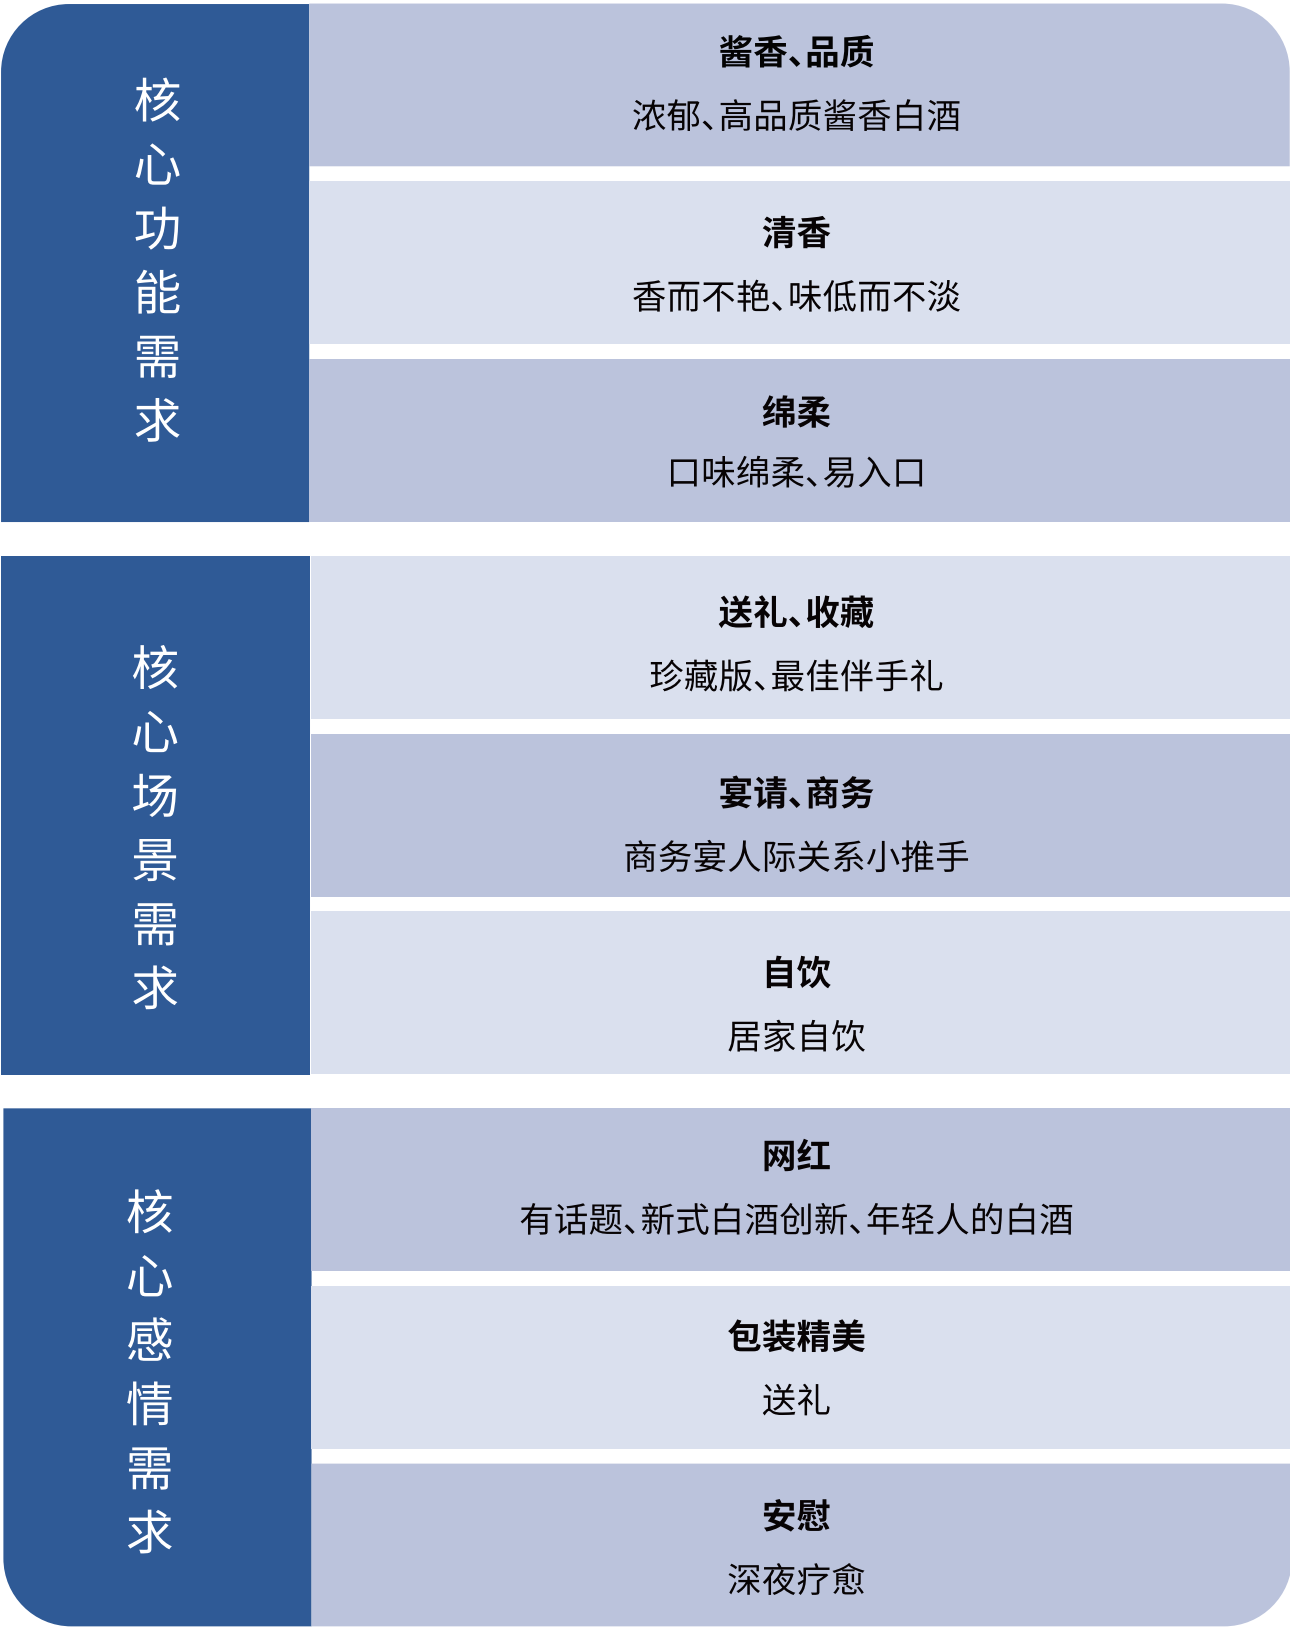 核心功能需求
酱香、品质
浓郁、高品质酱香白酒
清香
香而不艳、味低而不淡
绵柔
口味绵柔、易入口
核心场景需求
送礼、收藏
珍藏版、最佳伴手礼
宴请、商务
商务宴人际关系小推手
自饮
居家自饮
核心感情需求
网红
有话题、新式白酒创新、年轻人的白酒
包装精美
送礼
安慰
深夜疗愈